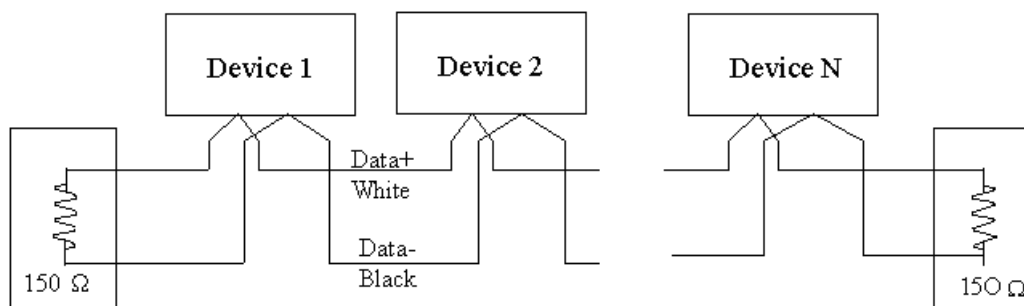 Device 1
Device 2
Device N
Data+
White
Data-
Black
150 Ω
150 Ω